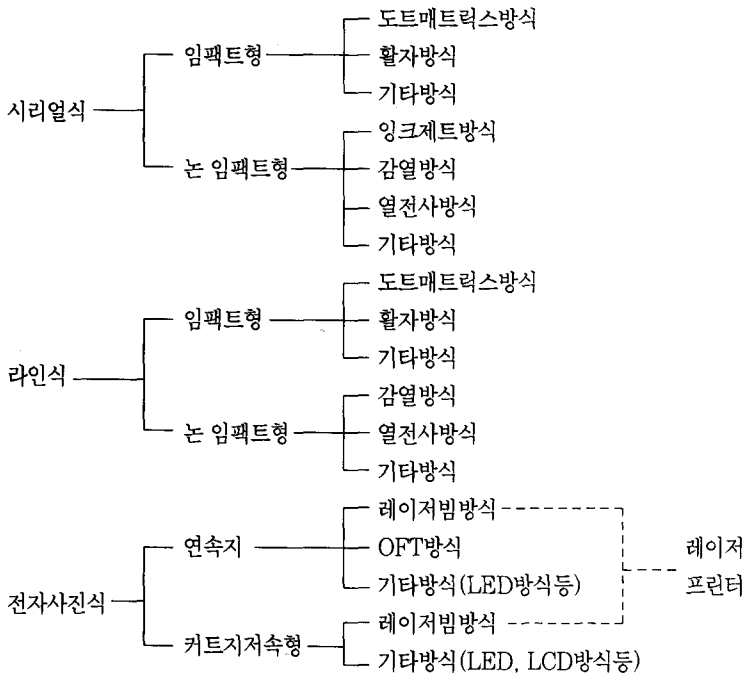 도트매트릭스방식
임팩트형
활자방식
기타방식
시리얼식
잉크제트방식
논 임팩트형
감열방식
열전사방식
기타방식
도트매트릭스방식
임팩트형
활자방식
기타방식
라인식
감열방식
논 임팩트형
열전사방식
기타방식
레이저빔방식
연속지
OFT방식
레이저
기타방식(LED방식등)
프린터
전자사진식
레이저빔방식
커트지저속형
기타방식(LED, LCD방식등)